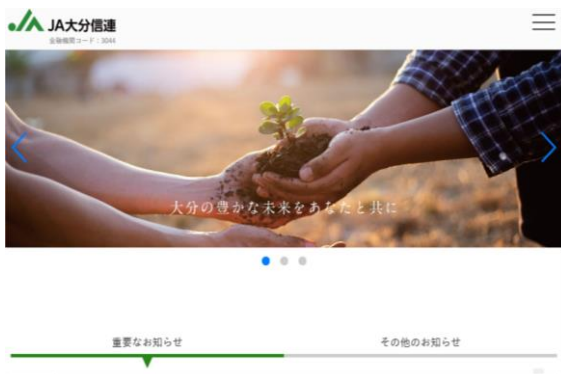 JA大分信連
金融機関コード：3044
大分の豊かな未来をあなたと共に
重要なお知らせ
その他のお知らせ